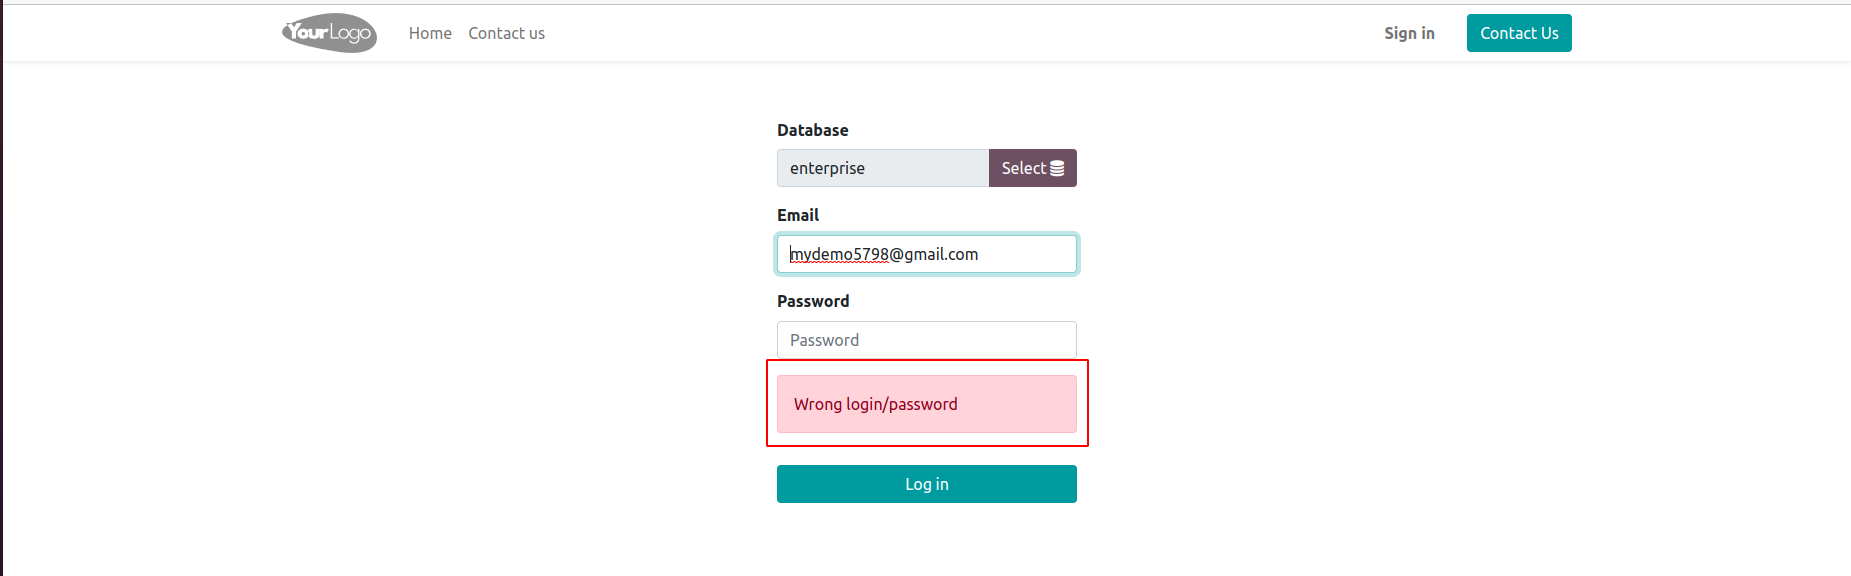 YourLogo Home Contact us Sign in Contact Us
Database
enterprise Select
Email
mydemo5798@gmail.com
Password
Password
Wrong login/password
Log in